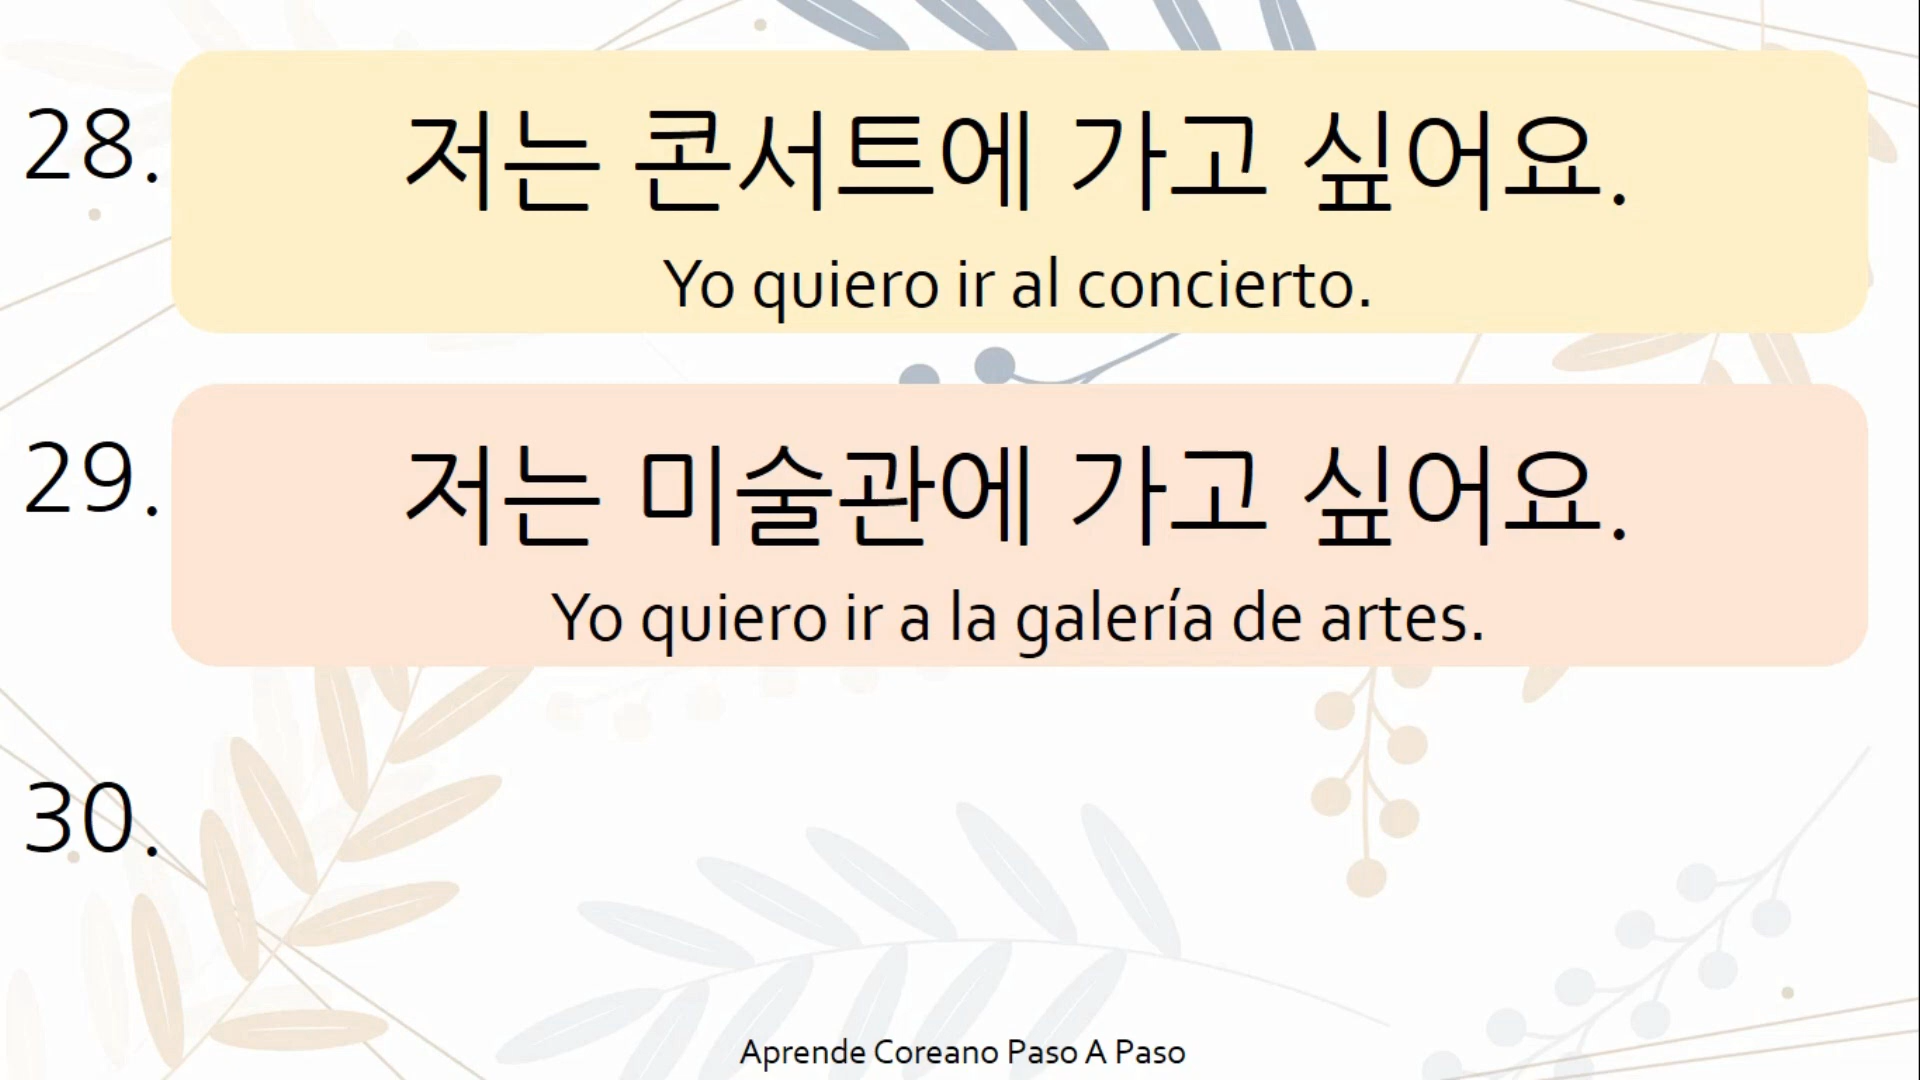 28.
저는 콘서트에 가고 싶어요.
Yo quiero ir al concierto.
29.
저는 미술관에 가고 싶어요.
Yo quiero ir a la galería de artes.
30.
Aprende Coreano Paso A Paso